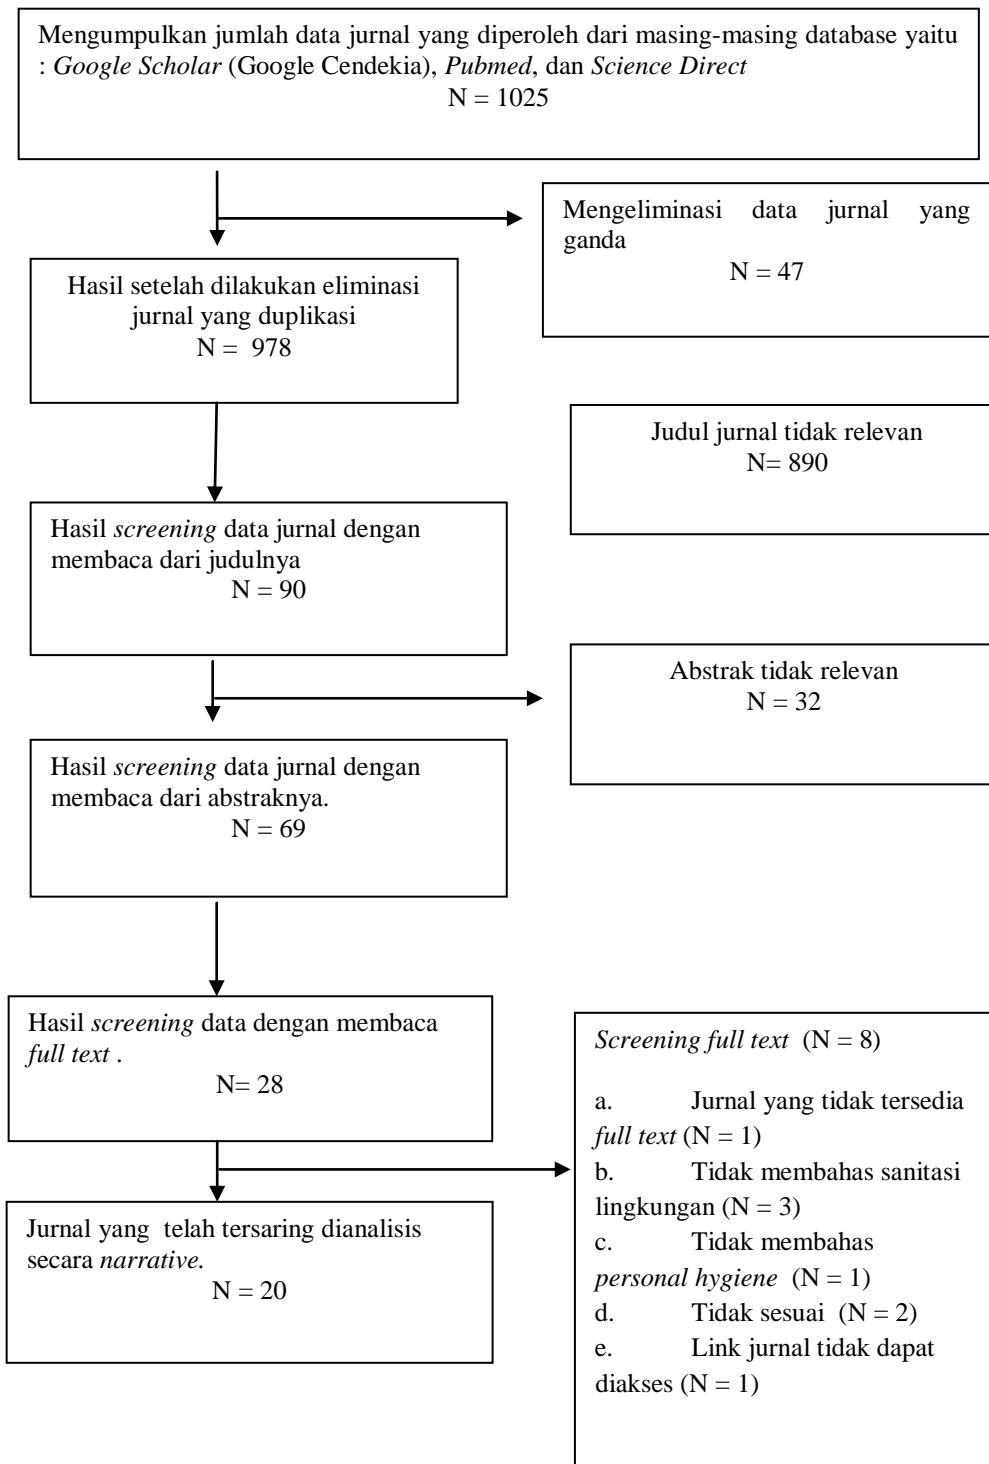 Mengumpulkan jumlah data jurnal yang diperoleh dari masing-masing database yaitu
: Google Scholar (Google Cendekia), Pubmed, dan Science Direct
N = 1025
Mengeliminasi data jurnal yang
ganda
N = 47
Hasil setelah dilakukan eliminasi
jurnal yang duplikasi
N = 978
Judul jurnal tidak relevan
N= 890
Hasil screening data jurnal dengan
membaca dari judulnya
N = 90
Abstrak tidak relevan
N = 32
Hasil screening data jurnal dengan
membaca dari abstraknya.
N = 69
Hasil screening data dengan membaca
full text .
N= 28
Screening full text (N = 8)
a. Jurnal yang tidak tersedia
full text (N = 1)
b. Tidak membahas sanitasi
lingkungan (N = 3)
c. Tidak membahas
personal hygiene (N = 1)
d. Tidak sesuai (N = 2)
e. Link jurnal tidak dapat
diakses (N = 1)
Jurnal yang telah tersaring dianalisis
secara narrative.
N = 20